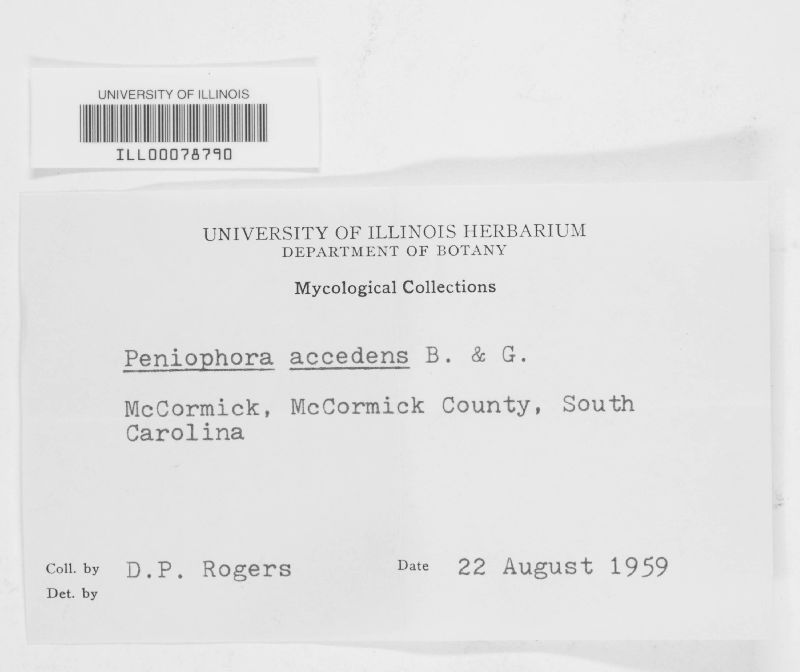 UNIVERSITY OF ILLINOIS
ILL00078790
UNIVERSITY OF ILLINOIS HERBARIUM
DEPARTMENT OF BOTANY
Mycological Collections
Peniophora accedens B. & G.
McCormick, McCormick County, South
Carolina
Coll. by D.P. Rogers Date 22 August 1959
Det. by